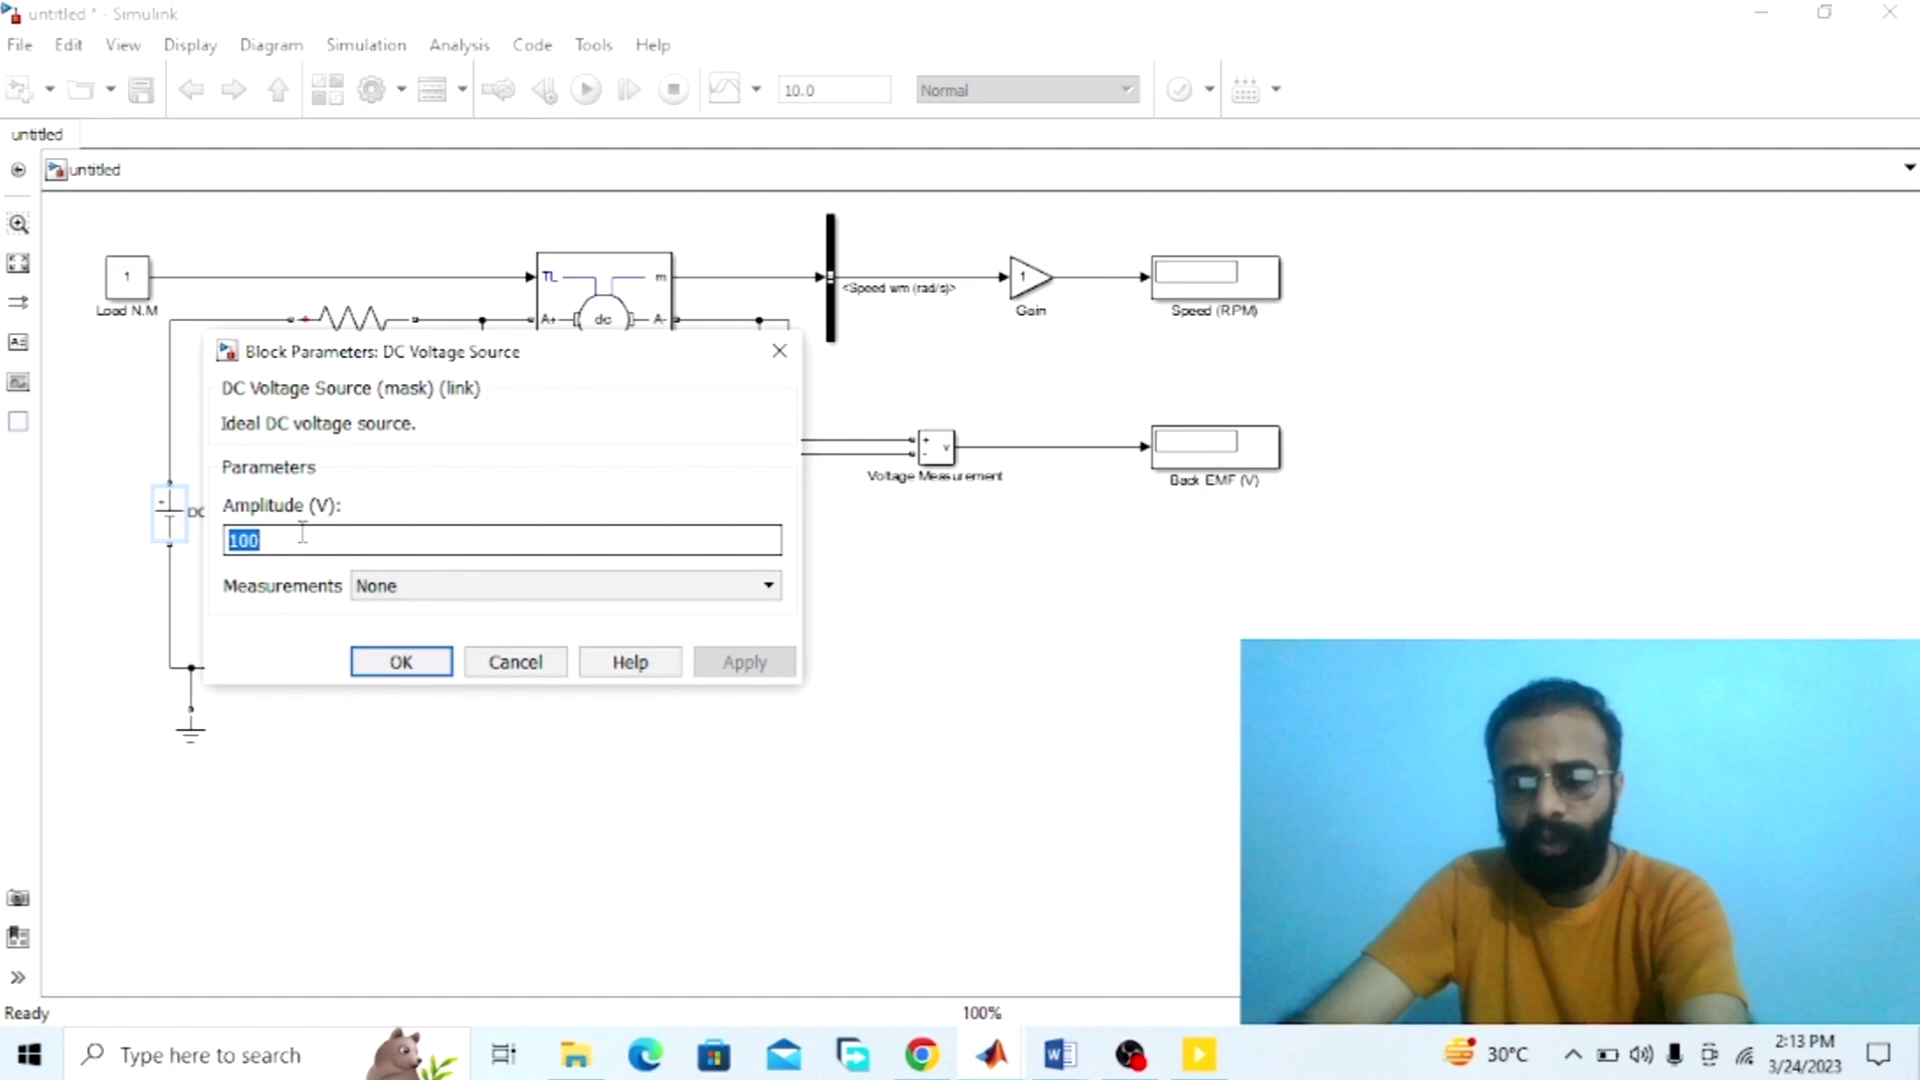 untitled * - Simulink
File Edit View Display Diagram Simulation Analysis Code Tools Help
10.0 Normal
untitled
untitled
1
Load N.M
TL m
A+ dc A-
<Speed wm (rad/s)>
1
Gain
Speed (RPM)
Block Parameters: DC Voltage Source
DC Voltage Source (mask) (link)
Ideal DC voltage source.
Parameters
Amplitude (V):
100
Measurements None
OK Cancel Help Apply
DC
+ - v
Voltage Measurement
Back EMF (V)
Ready 100%
Type here to search
30°C
2:13 PM
3/24/2023